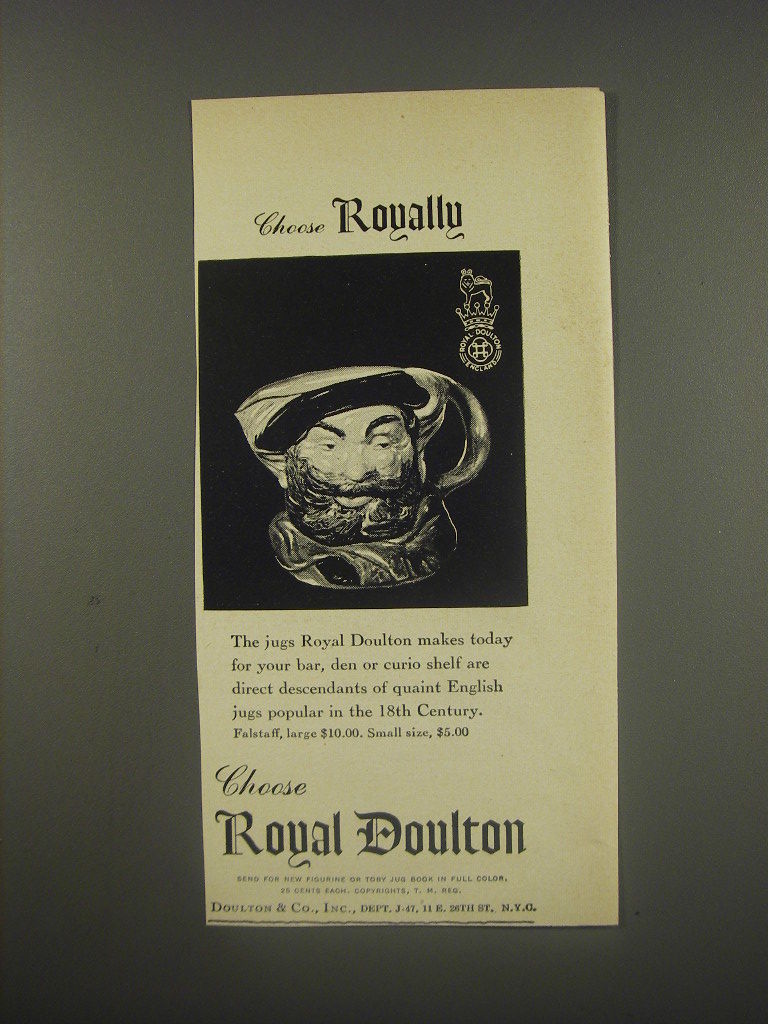 Choose Royally
ROYAL DOULTON
ENGLAND
The jugs Royal Doulton makes today
for your bar, den or curio shelf are
direct descendants of quaint English
jugs popular in the 18th Century.
Falstaff, large $10.00. Small size, $5.00
Choose
Royal Doulton
SEND FOR NEW FIGURINE OR TOBY JUG BOOK IN FULL COLOR,
25 CENTS EACH. COPYRIGHTS, T. M. REG.
DOULTON & CO., INC., DEPT. J-47, 11 E. 26TH ST., N.Y.C.